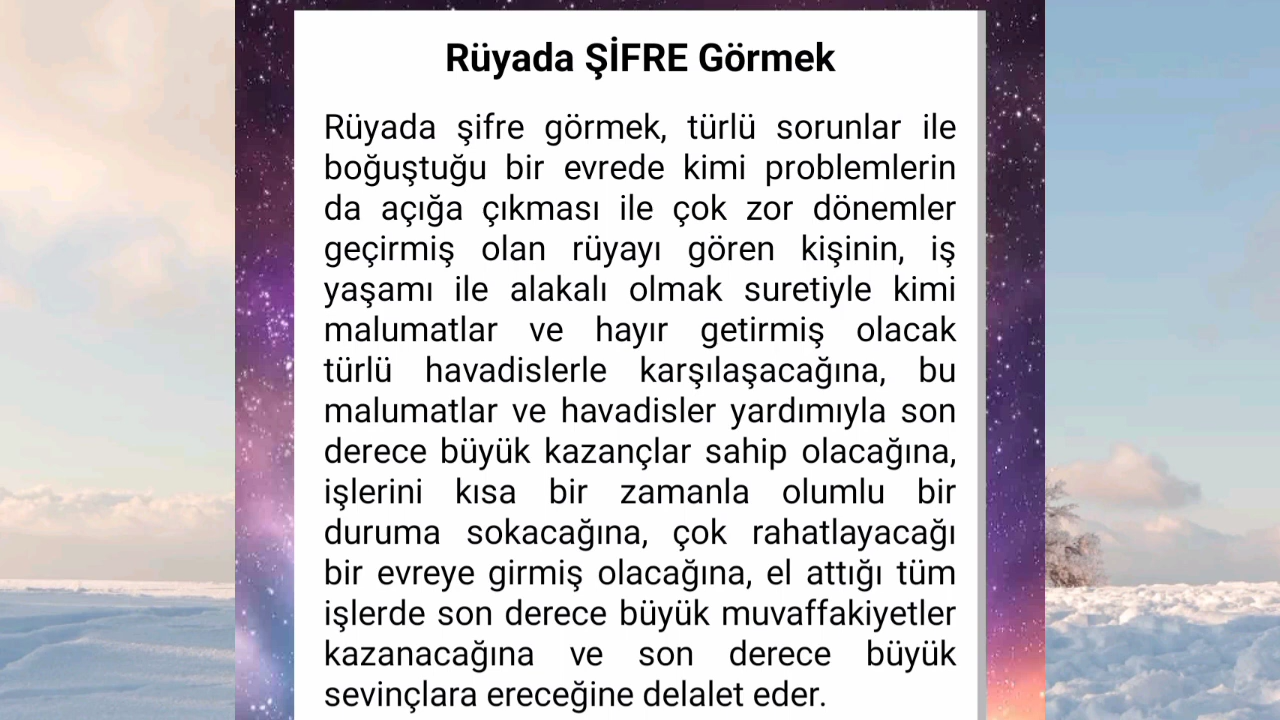 Rüyada ŞİFRE Görmek
Rüyada şifre görmek, türlü sorunlar ile
boğuştuğu bir evrede kimi problemlerin
da açığa çıkması ile çok zor dönemler
geçirmiş olan rüyayı gören kişinin, iş
yaşamı ile alakalı olmak suretiyle kimi
malumatlar ve hayır getirmiş olacak
türlü havadislerle karşılaşacağına, bu
malumatlar ve havadisler yardımıyla son
derece büyük kazançlar sahip olacağına,
işlerini kısa bir zamanla olumlu bir
duruma sokacağına, çok rahatlayacağı
bir evreye girmiş olacağına, el attığı tüm
işlerde son derece büyük muvaffakiyetler
kazanacağına ve son derece büyük
sevinçlara ereceğine delalet eder.